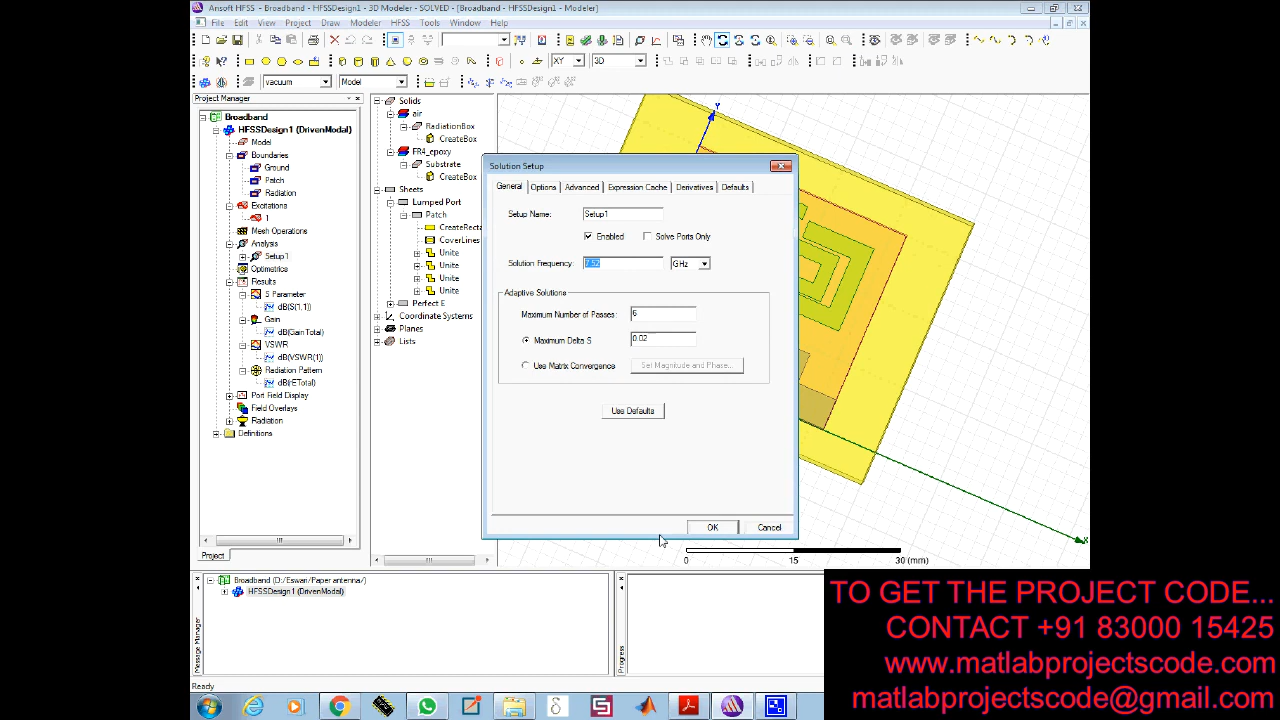 Ansoft HFSS - Broadband - HFSSDesign1 - 3D Modeler - SOLVED - [Broadband - HFSSDesign1 - Modeler]
File Edit View Project Draw Modeler HFSS Tools Window Help
XY 3D
vacuum Model
Project Manager
Broadband
HFSSDesign1 (DrivenModal)
Model
Boundaries
Ground
Patch
Radiation
Excitations
1
Mesh Operations
Analysis
Setup1
Optimetrics
Results
S Parameter
dB(S(1,1))
Gain
dB(GainTotal)
VSWR
dB(VSWR(1))
Radiation Pattern
dB(rETotal)
Port Field Display
Field Overlays
Radiation
Definitions
Project
Solids
air
RadiationBox
CreateBox
FR4_epoxy
Substrate
CreateBox
Sheets
Lumped Port
Patch
CreateRecta
CoverLines
Unite
Unite
Unite
Unite
Perfect E
Coordinate Systems
Planes
Lists
Solution Setup
General Options Advanced Expression Cache Derivatives Defaults
Setup Name: Setup1
Enabled Solve Ports Only
Solution Frequency: GHz
Adaptive Solutions
Maximum Number of Passes: 6
Maximum Delta S 0.02
Use Matrix Convergence Set Magnitude and Phase...
Use Defaults
OK Cancel
Y
X
0 15 30 (mm)
Message Manager
Broadband (D:/Eswari/Paper antenna/)
HFSSDesign1 (DrivenModal)
Progress
Ready
TO GET THE PROJECT CODE...
CONTACT +91 83000 15425
www.matlabprojectscode.com
matlabprojectscode@gmail.com